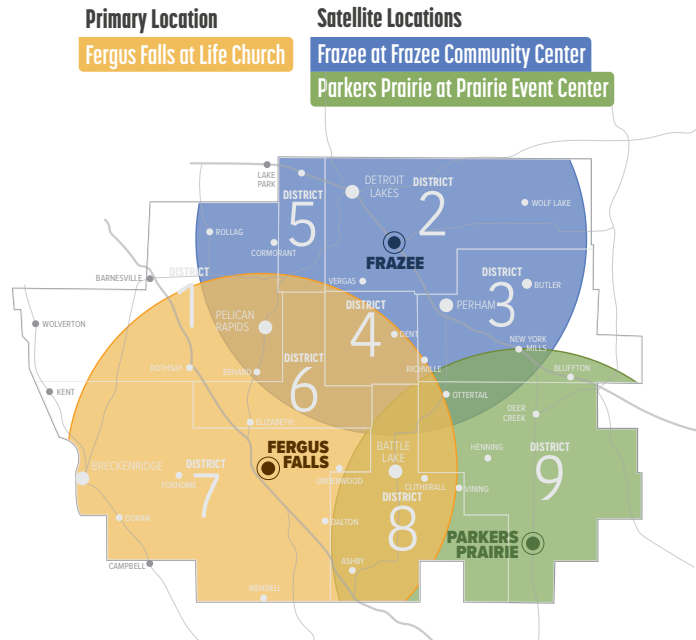 Primary Location
Fergus Falls at Life Church
Satellite Locations
Frazee at Frazee Community Center
Parkers Prairie at Prairie Event Center
LAKE
PARK
DISTRICT
5
DETROIT
LAKES
DISTRICT
2
WOLF LAKE
ROLLAG
CORMORANT
FRAZEE
BARNESVILLE
DISTRICT
1
VERGAS
DISTRICT
3
BUTLER
PELICAN
RAPIDS
DISTRICT
4
DENT
PERHAM
WOLVERTON
NEW YORK
MILLS
ROTHSAY
ERHARD
DISTRICT
6
RICHVILLE
BLUFFTON
KENT
OTTERTAIL
ELIZABETH
DEER
CREEK
FERGUS
FALLS
BATTLE
LAKE
HENNING
DISTRICT
9
BRECKENRIDGE
FOXHOME
DISTRICT
7
UNDERWOOD
CLITHERALL
VINING
DISTRICT
8
DORAN
DALTON
PARKERS
PRAIRIE
CAMPBELL
ASHBY
WENDELL